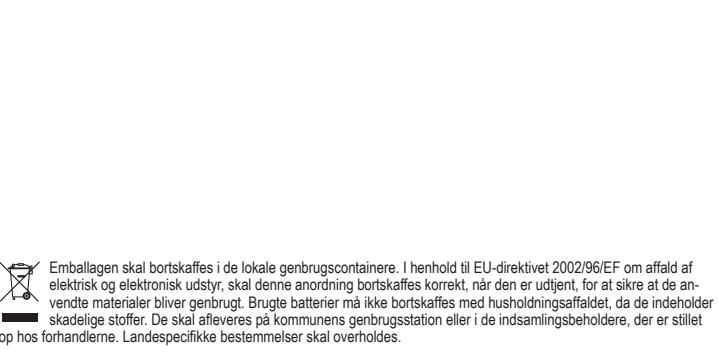 Emballagen skal bortskaffes i de lokale genbrugscontainere. I henhold til EU-direktivet 2002/96/EF om affald af
elektrisk og elektronisk udstyr, skal denne anordning bortskaffes korrekt, når den er udtjent, for at sikre at de an-
vendte materialer bliver genbrugt. Brugte batterier må ikke bortskaffes med husholdningsaffaldet, da de indeholder
skadelige stoffer. De skal afleveres på kommunens genbrugsstation eller i de indsamlingsbeholdere, der er stillet
op hos forhandlerne. Landespecifikke bestemmelser skal overholdes.